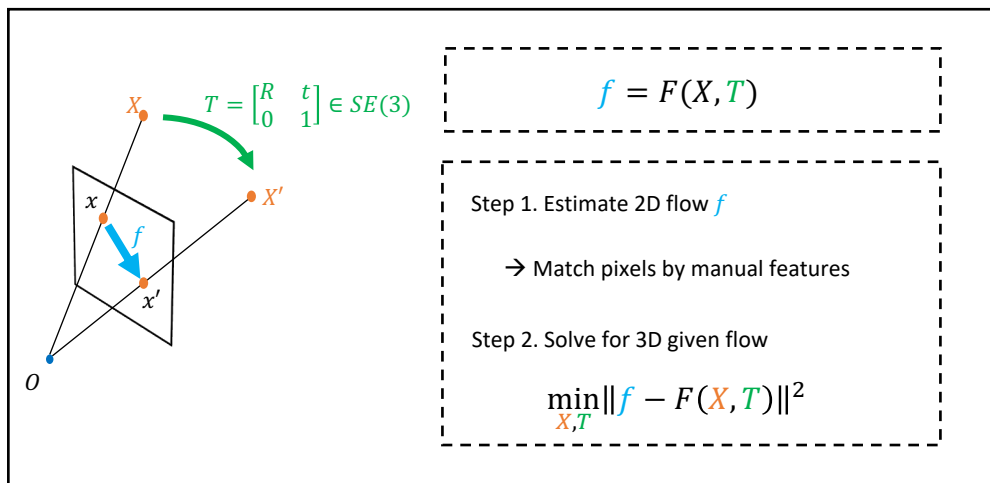 X
T = [R t
0 1] ∈ SE(3)
X′
x
f
x′
O
f = F(X, T)
Step 1. Estimate 2D flow f
→ Match pixels by manual features
Step 2. Solve for 3D given flow
min ‖f − F(X, T)‖²
X,T